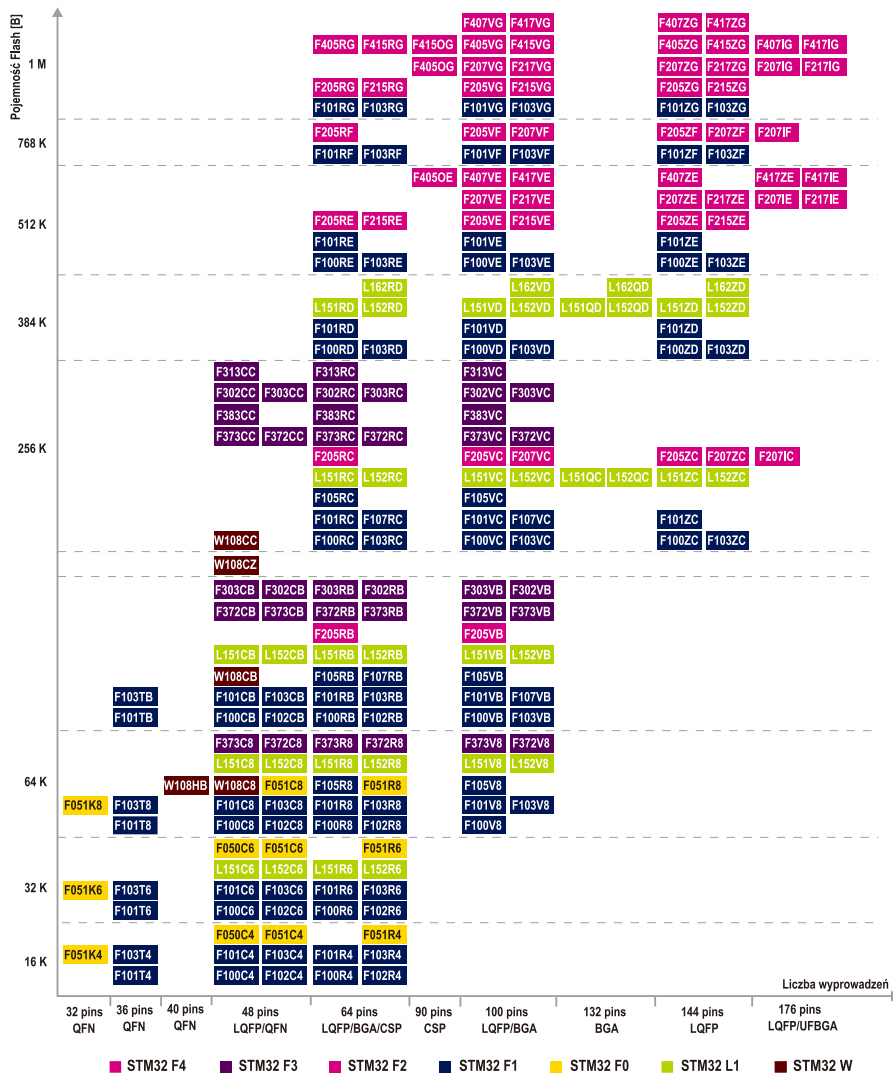 Pojemność Flash [B]
F407VG F417VG F407ZG F417ZG
F405RG F415RG F415OG F405VG F415VG F405ZG F415ZG F407IG F417IG
1 M
F405OG F207VG F217VG F207ZG F217ZG F207IG F217IG
F205RG F215RG F205VG F215VG F205ZG F215ZG
F101RG F103RG F101VG F103VG F101ZG F103ZG
768 K
F205RF F205VF F207VF F205ZF F207ZF F207IF
F101RF F103RF F101VF F103VF F101ZF F103ZF
F405OE F407VE F417VE F407ZE F417ZE F417IE
F207VE F217VE F207ZE F217ZE F207IE F217IE
512 K
F205RE F215RE F205VE F215VE F205ZE F215ZE
F101RE F101VE F101ZE
F100RE F103RE F100VE F103VE F100ZE F103ZE
L162RD L162VD L162QD L162ZD
L151RD L152RD L151VD L152VD L151QD L152QD L151ZD L152ZD
384 K
F101RD F101VD F101ZD
F100RD F103RD F100VD F103VD F100ZD F103ZD
F313CC F313RC F313VC
F302CC F303CC F302RC F303RC F302VC F303VC
F383CC F383RC F383VC
F373CC F372CC F373RC F372RC F373VC F372VC
256 K
F205RC F205VC F207VC F205ZC F207ZC F207IC
L151RC L152RC L151VC L152VC L151QC L152QC L151ZC L152ZC
F105RC F105VC
F101RC F107RC F101VC F107VC F101ZC
W108CC F100RC F103RC F100VC F103VC F100ZC F103ZC
W108CZ
F303CB F302CB F303RB F302RB F303VB F302VB
F372CB F373CB F372RB F373RB F372VB F373VB
F205RB F205VB
L151CB L152CB L151RB L152RB L151VB L152VB
W108CB F105RB F107RB F105VB
F103TB F101CB F103CB F101RB F103RB F101VB F107VB
F101TB F100CB F102CB F100RB F102RB F100VB F103VB
F373C8 F372C8 F373R8 F372R8 F373V8 F372V8
L151C8 L152C8 L151R8 L152R8 L151V8 L152V8
64 K
W108HB W108C8 F051C8 F105R8 F051R8 F105V8
F051K8 F103T8 F101C8 F103C8 F101R8 F103R8 F101V8 F103V8
F101T8 F100C8 F102C8 F100R8 F102R8 F100V8
F050C6 F051C6 F051R6
L151C6 L152C6 L151R6 L152R6
32 K
F051K6 F103T6 F101C6 F103C6 F101R6 F103R6
F101T6 F100C6 F102C6 F100R6 F102R6
F050C4 F051C4 F051R4
F051K4 F103T4 F101C4 F103C4 F101R4 F103R4
16 K
F101T4 F100C4 F102C4 F100R4 F102R4
Liczba wyprowadzeń
32 pins 36 pins 40 pins 48 pins 64 pins 90 pins 100 pins 132 pins 144 pins 176 pins
QFN QFN QFN LQFP/QFN LQFP/BGA/CSP CSP LQFP/BGA BGA LQFP LQFP/UFBGA
STM32 F4 STM32 F3 STM32 F2 STM32 F1 STM32 F0 STM32 L1 STM32 W